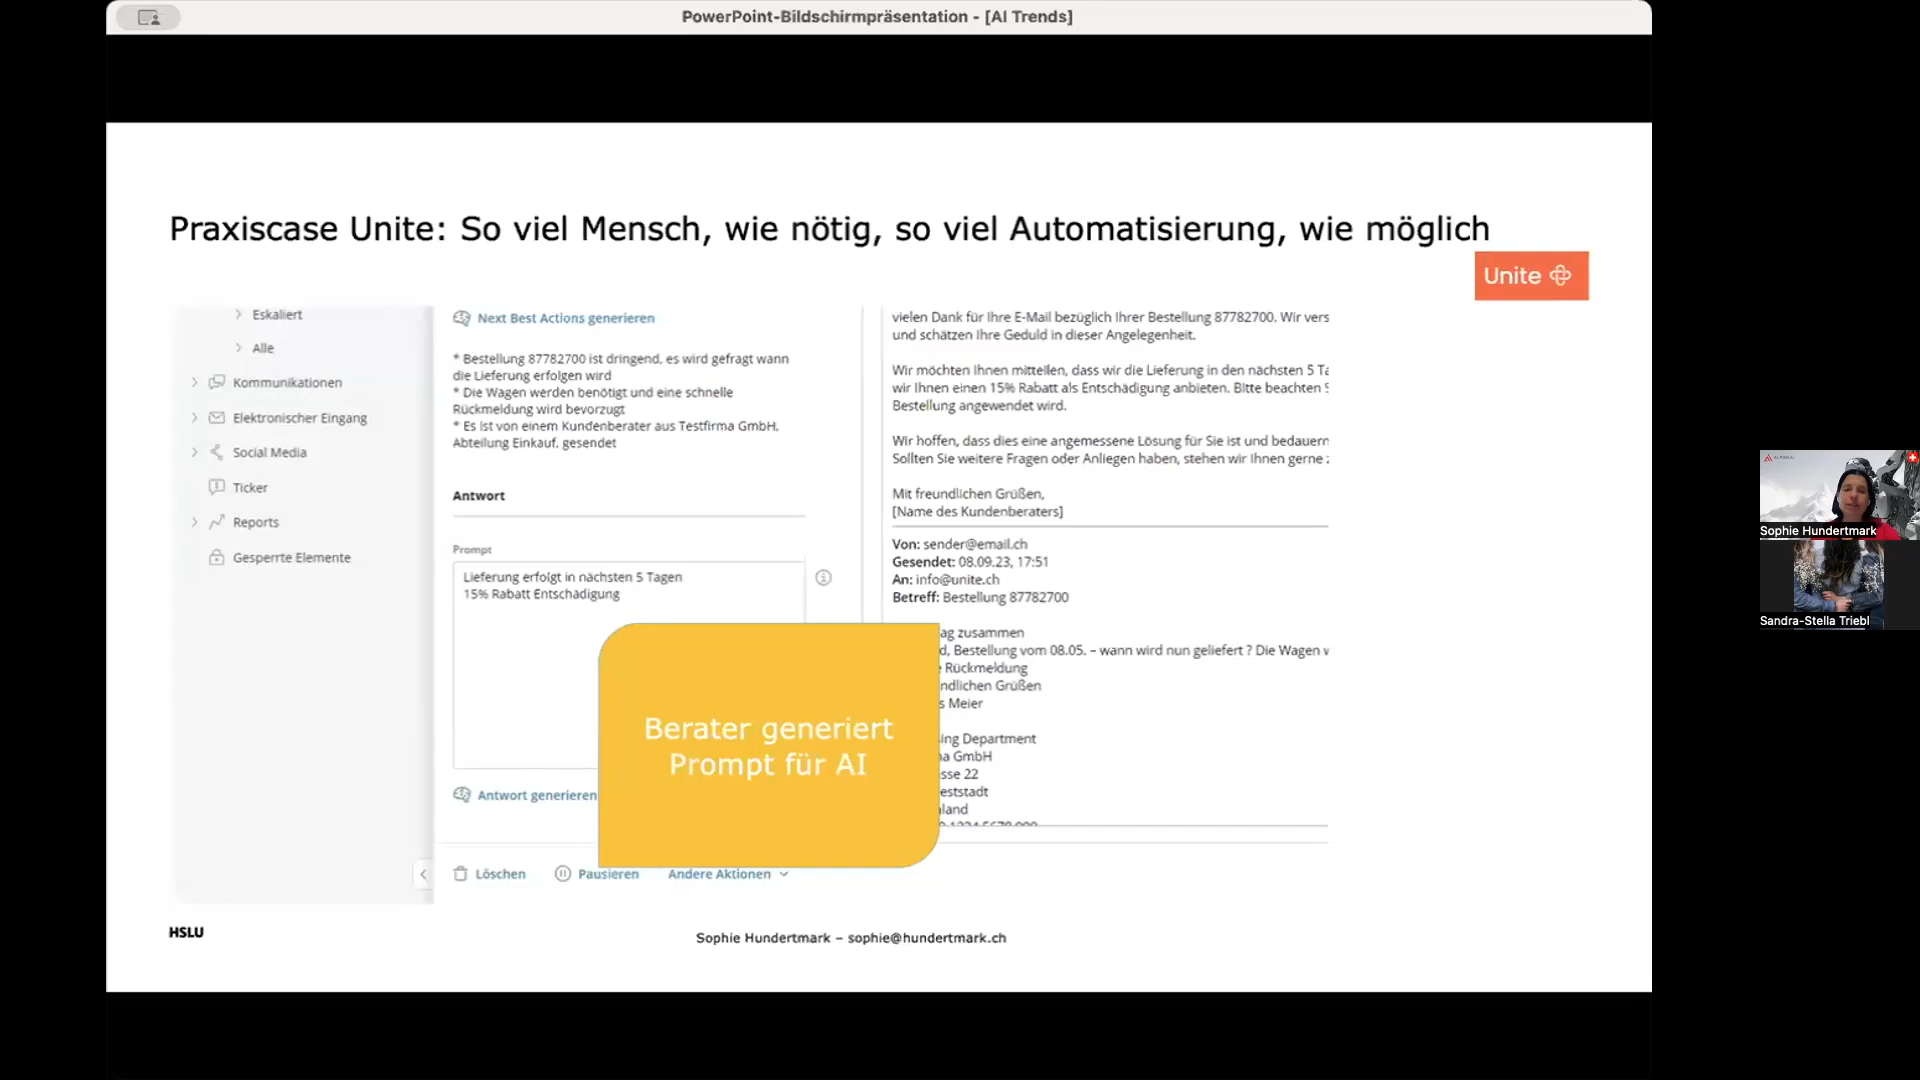 PowerPoint-Bildschirmpräsentation - [AI Trends]
Praxiscase Unite: So viel Mensch, wie nötig, so viel Automatisierung, wie möglich
Unite
Eskaliert
Alle
Kommunikationen
Elektronischer Eingang
Social Media
Ticker
Reports
Gesperrte Elemente
Next Best Actions generieren
* Bestellung 87782700 ist dringend, es wird gefragt wann
die Lieferung erfolgen wird
* Die Wagen werden benötigt und eine schnelle
Rückmeldung wird bevorzugt
* Es ist von einem Kundenberater aus Testfirma GmbH,
Abteilung Einkauf, gesendet
Antwort
Prompt
Lieferung erfolgt in nächsten 5 Tagen
15% Rabatt Entschädigung
Antwort generieren
Löschen
Pausieren
Andere Aktionen
Berater generiert
Prompt für AI
vielen Dank für Ihre E-Mail bezüglich Ihrer Bestellung 87782700. Wir vers
und schätzen Ihre Geduld in dieser Angelegenheit.
Wir möchten Ihnen mitteilen, dass wir die Lieferung in den nächsten 5 Ta
wir Ihnen einen 15% Rabatt als Entschädigung anbieten. Bitte beachten S
Bestellung angewendet wird.
Wir hoffen, dass dies eine angemessene Lösung für Sie ist und bedauern
Sollten Sie weitere Fragen oder Anliegen haben, stehen wir Ihnen gerne
Mit freundlichen Grüßen,
[Name des Kundenberaters]
Von: sender@email.ch
Gesendet: 08.09.23, 17:51
An: info@unite.ch
Betreff: Bestellung 87782700
ag zusammen
d, Bestellung vom 08.05. – wann wird nun geliefert ? Die Wagen w
e Rückmeldung
ndlichen Grüßen
s Meier
ing Department
a GmbH
sse 22
eststadt
land
HSLU
Sophie Hundertmark – sophie@hundertmark.ch
Sophie Hundertmark
Sandra-Stella Triebl